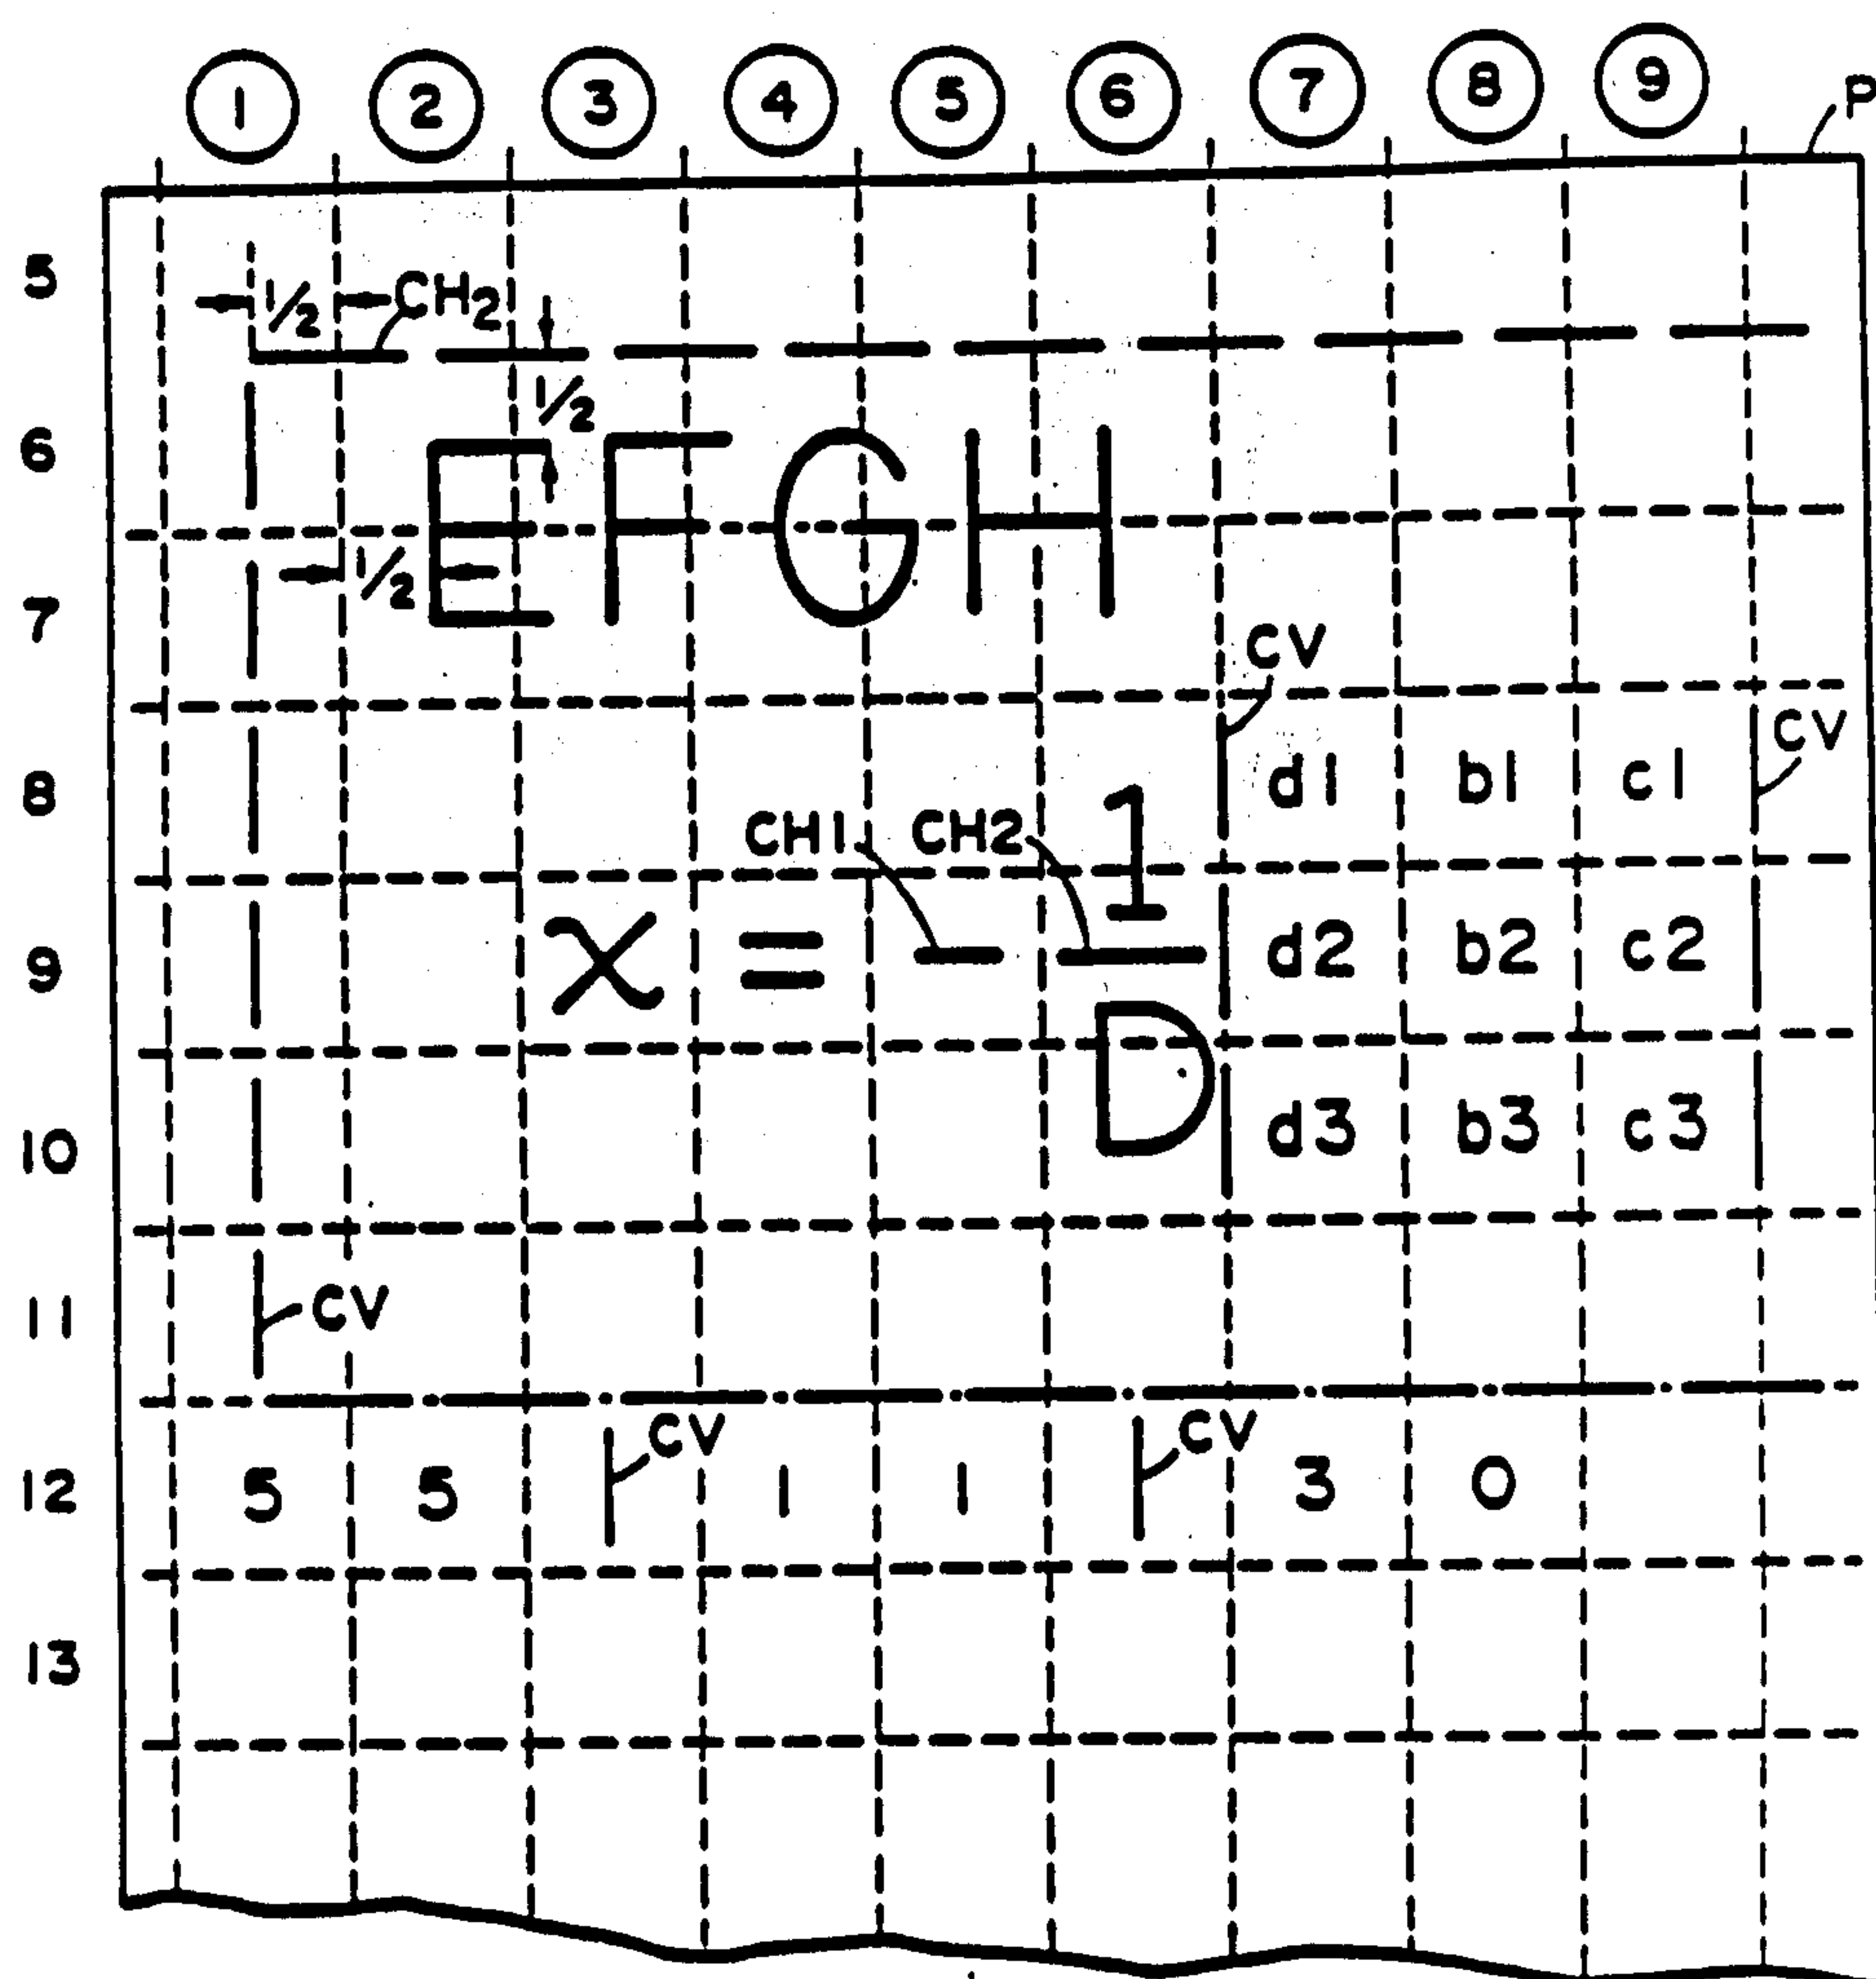 1 2 3 4 5 6 7 8 9 P
5
1/2 CH2
1/2
6 EFGH
7 1/2
CV
CV
8 d1 b1 c1
CH1 CH2 1
9 x = — — d2 b2 c2
D
10 d3 b3 c3
11 CV
CV CV
12 5 5 1 1 3 0
13